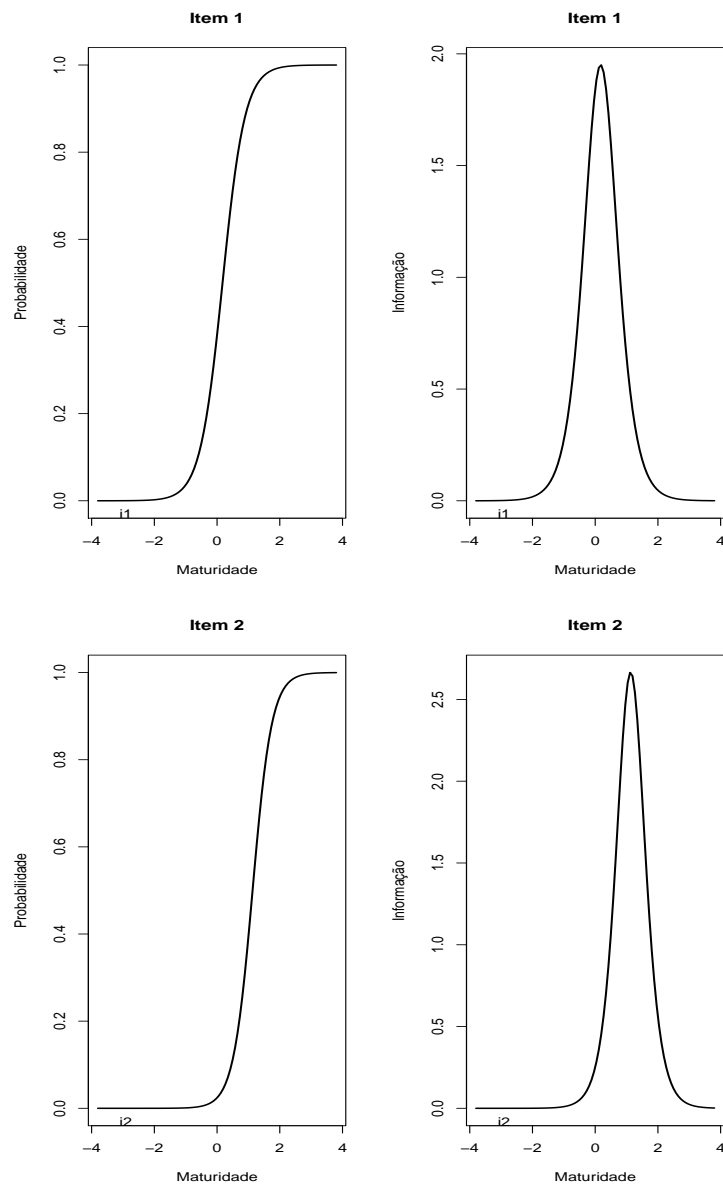 Item 1
Probabilidade
0.0 0.2 0.4 0.6 0.8 1.0
i1
−4 −2 0 2 4
Maturidade
Item 1
Informação
0.0 0.5 1.0 1.5 2.0
i1
−4 −2 0 2 4
Maturidade
Item 2
Probabilidade
0.0 0.2 0.4 0.6 0.8 1.0
i2
−4 −2 0 2 4
Maturidade
Item 2
Informação
0.0 0.5 1.0 1.5 2.0 2.5
i2
−4 −2 0 2 4
Maturidade